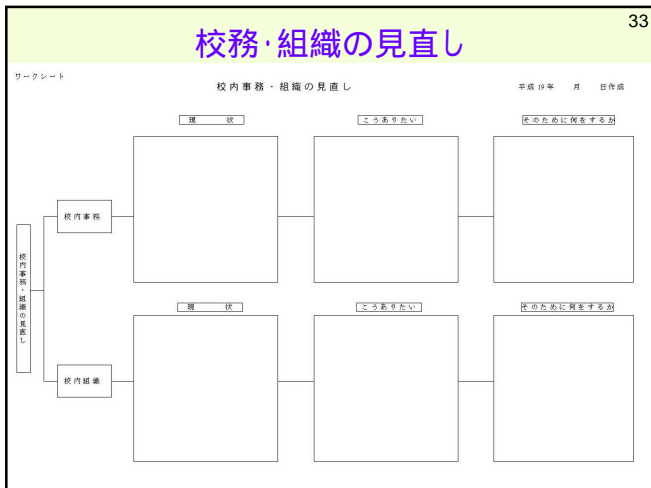 33
校務・組織の見直し
ワークシート
校内事務・組織の見直し
平成19年　月　日作成
現　状
こうありたい
そのために何をするか
校内事務
校内事務・組織の見直し
現　状
こうありたい
そのために何をするか
校内組織